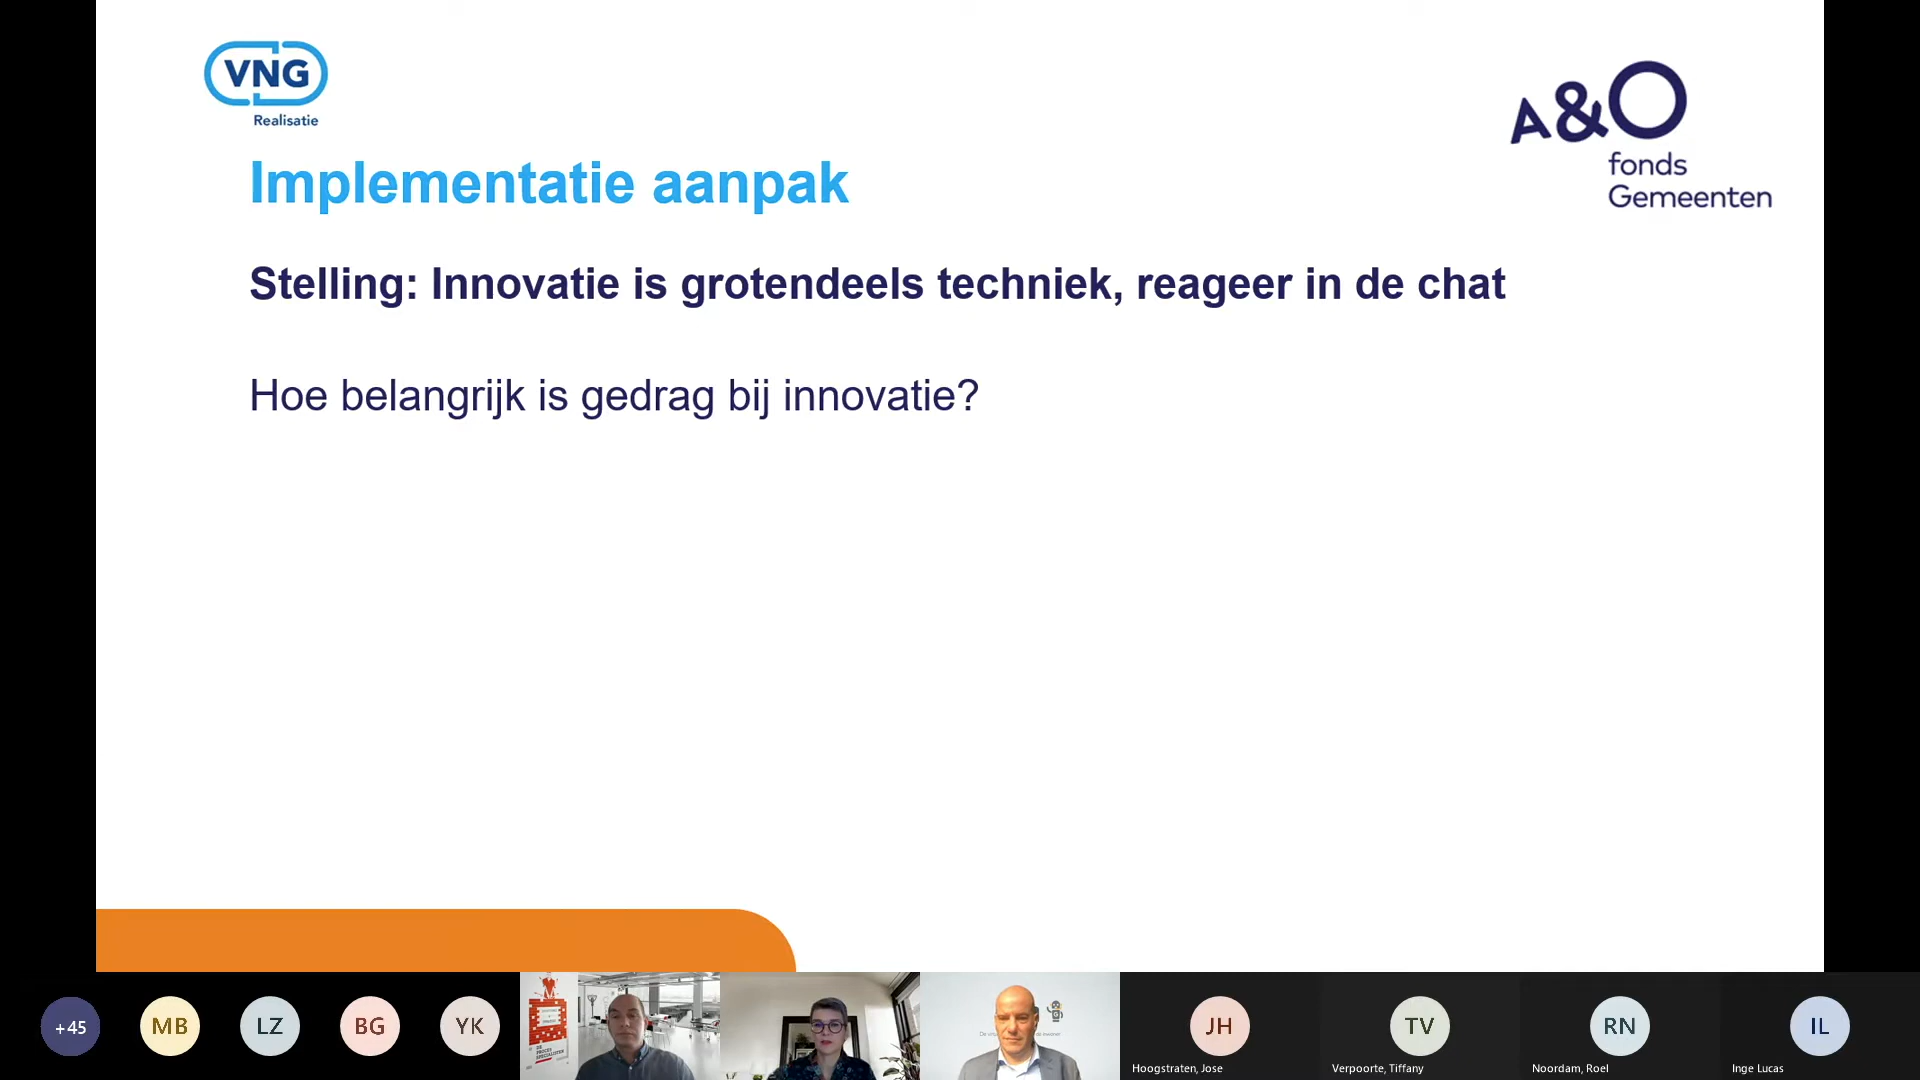 VNG
Realisatie
A&O
fonds
Gemeenten
Implementatie aanpak
Stelling: Innovatie is grotendeels techniek, reageer in de chat
Hoe belangrijk is gedrag bij innovatie?
+45
MB
LZ
BG
YK
JH
Hoogstraten, Jose
TV
Verpoorte, Tiffany
RN
Noordam, Roel
IL
Inge Lucas